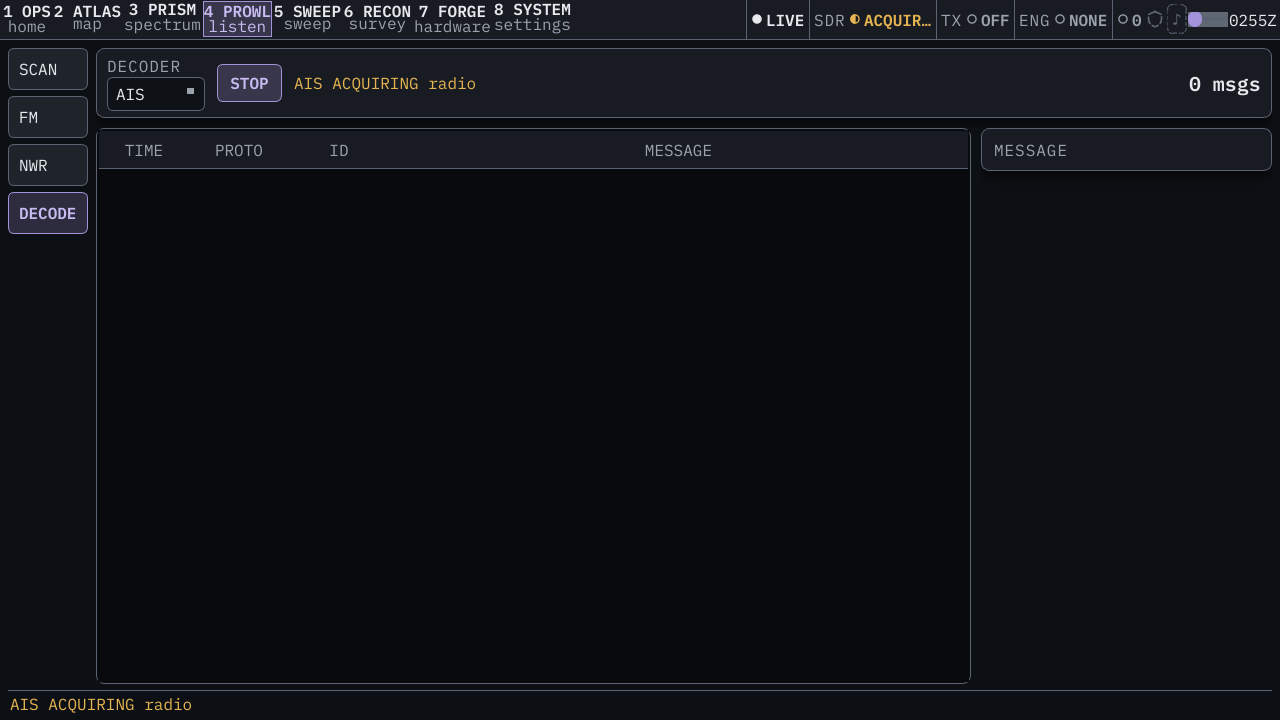 1 OPS 2 ATLAS 3 PRISM 4 PROWL 5 SWEEP 6 RECON 7 FORGE 8 SYSTEM
home map spectrum listen sweep survey hardware settings
LIVE SDR ACQUIR… TX OFF ENG NONE 0 ♪ 0255Z
SCAN
FM
NWR
DECODE
DECODER
AIS
STOP
AIS ACQUIRING radio
0 msgs
TIME PROTO ID MESSAGE
MESSAGE
AIS ACQUIRING radio